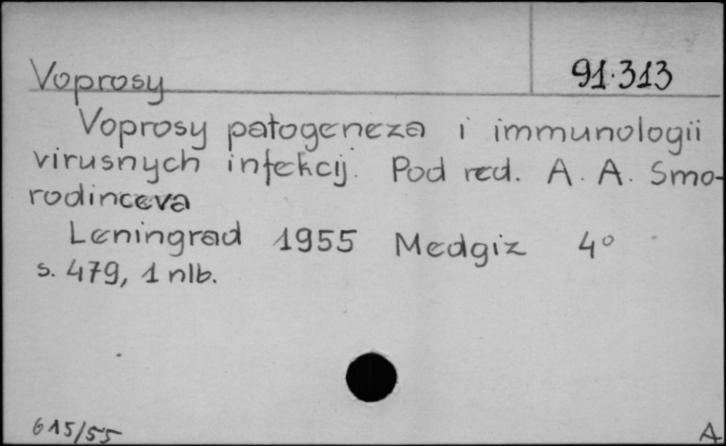 Voprosy
91.313
Voprosy patogeneza i immunologii
virusnych infekcij. Pod red. A. A. Smo-
rodinceva
Leningrad 1955 Medgiz 4°
s. 479, 1 nlb.
615/55
A